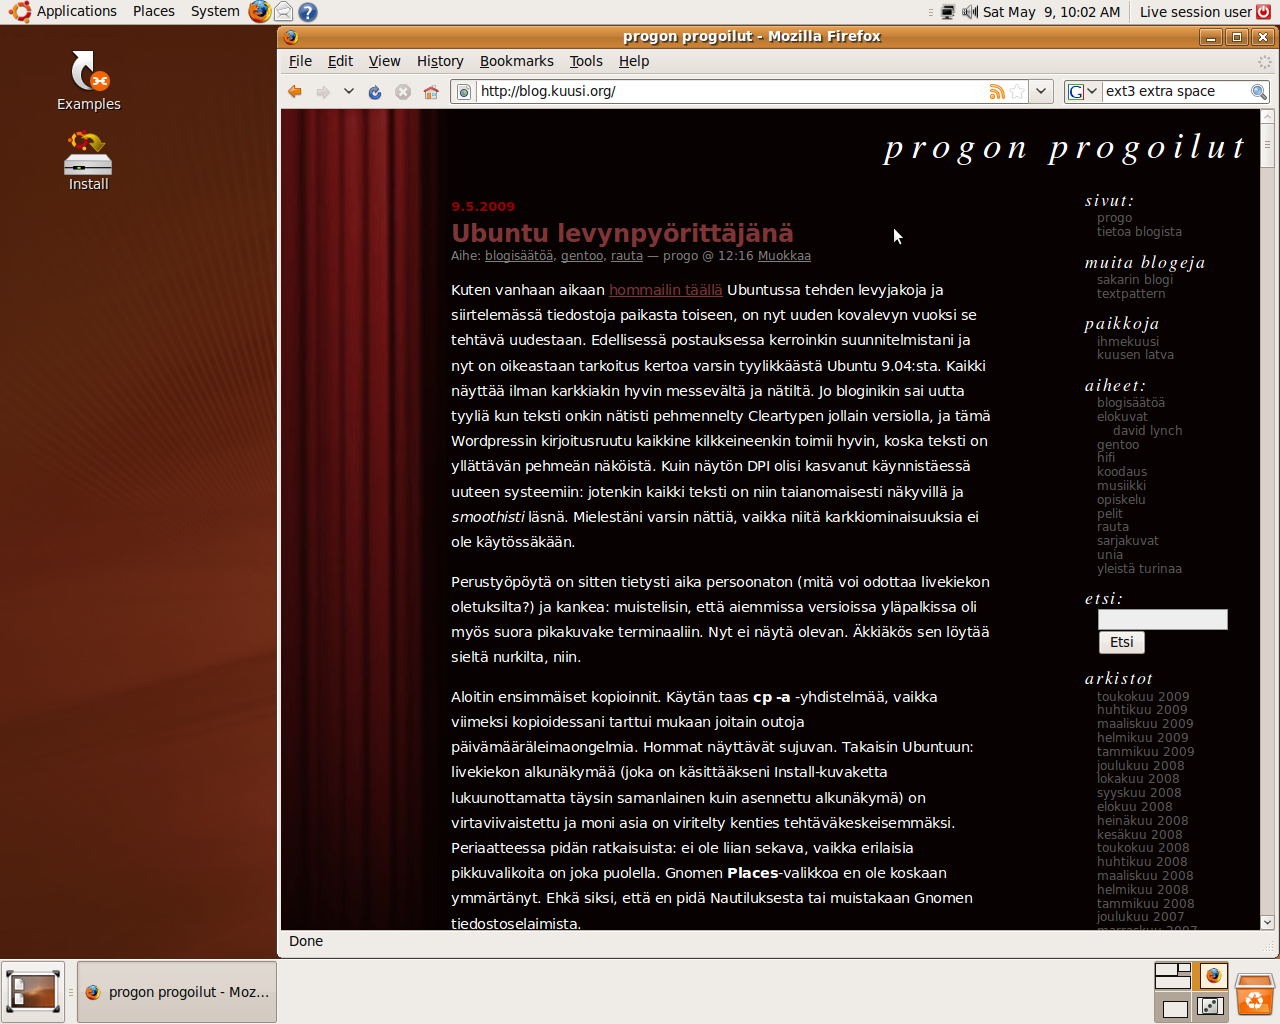 Applications Places System
Sat May 9, 10:02 AM Live session user
Examples
Install
progon progoilut - Mozilla Firefox
File Edit View History Bookmarks Tools Help
http://blog.kuusi.org/
ext3 extra space
progon progoilut
9.5.2009
Ubuntu levynpyörittäjänä
Aihe: blogisäätöä, gentoo, rauta — progo @ 12:16 Muokkaa
Kuten vanhaan aikaan hommailin täällä Ubuntussa tehden levyjakoja ja
siirtelemässä tiedostoja paikasta toiseen, on nyt uuden kovalevyn vuoksi se
tehtävä uudestaan. Edellisessä postauksessa kerroinkin suunnitelmistani ja
nyt on oikeastaan tarkoitus kertoa varsin tyylikkäästä Ubuntu 9.04:sta. Kaikki
näyttää ilman karkkiakin hyvin messevältä ja nätiltä. Jo bloginikin sai uutta
tyyliä kun teksti onkin nätisti pehmennelty Cleartypen jollain versiolla, ja tämä
Wordpressin kirjoitusruutu kaikkine kilkkeineenkin toimii hyvin, koska teksti on
yllättävän pehmeän näköistä. Kuin näytön DPI olisi kasvanut käynnistäessä
uuteen systeemiin: jotenkin kaikki teksti on niin taianomaisesti näkyvillä ja
smoothisti läsnä. Mielestäni varsin nättiä, vaikka niitä karkkiominaisuuksia ei
ole käytössäkään.
Perustyöpöytä on sitten tietysti aika persoonaton (mitä voi odottaa livekiekon
oletuksilta?) ja kankea: muistelisin, että aiemmissa versioissa yläpalkissa oli
myös suora pikakuvake terminaaliin. Nyt ei näytä olevan. Äkkiäkös sen löytää
sieltä nurkilta, niin.
Aloitin ensimmäiset kopioinnit. Käytän taas cp -a -yhdistelmää, vaikka
viimeksi kopioidessani tarttui mukaan joitain outoja
päivämääräleimaongelmia. Hommat näyttävät sujuvan. Takaisin Ubuntuun:
livekiekon alkunäkymää (joka on käsittääkseni Install-kuvaketta
lukuunottamatta täysin samanlainen kuin asennettu alkunäkymä) on
virtaviivaistettu ja moni asia on viritelty kenties tehtäväkeskeisemmäksi.
Periaatteessa pidän ratkaisuista: ei ole liian sekava, vaikka erilaisia
pikkuvalikoita on joka puolella. Gnomen Places-valikkoa en ole koskaan
ymmärtänyt. Ehkä siksi, että en pidä Nautiluksesta tai muistakaan Gnomen
tiedostoselaimista.
sivut:
progo
tietoa blogista
muita blogeja
sakarin blogi
textpattern
paikkoja
ihmekuusi
kuusen latva
aiheet:
blogisäätöä
elokuvat
david lynch
gentoo
hifi
koodaus
musiikki
opiskelu
pelit
rauta
sarjakuvat
unia
yleistä turinaa
etsi:
Etsi
arkistot
toukokuu 2009
huhtikuu 2009
maaliskuu 2009
helmikuu 2009
tammikuu 2009
joulukuu 2008
lokakuu 2008
syyskuu 2008
elokuu 2008
heinäkuu 2008
kesäkuu 2008
toukokuu 2008
huhtikuu 2008
maaliskuu 2008
helmikuu 2008
tammikuu 2008
joulukuu 2007
marraskuu 2007
Done
progon progoilut - Moz...